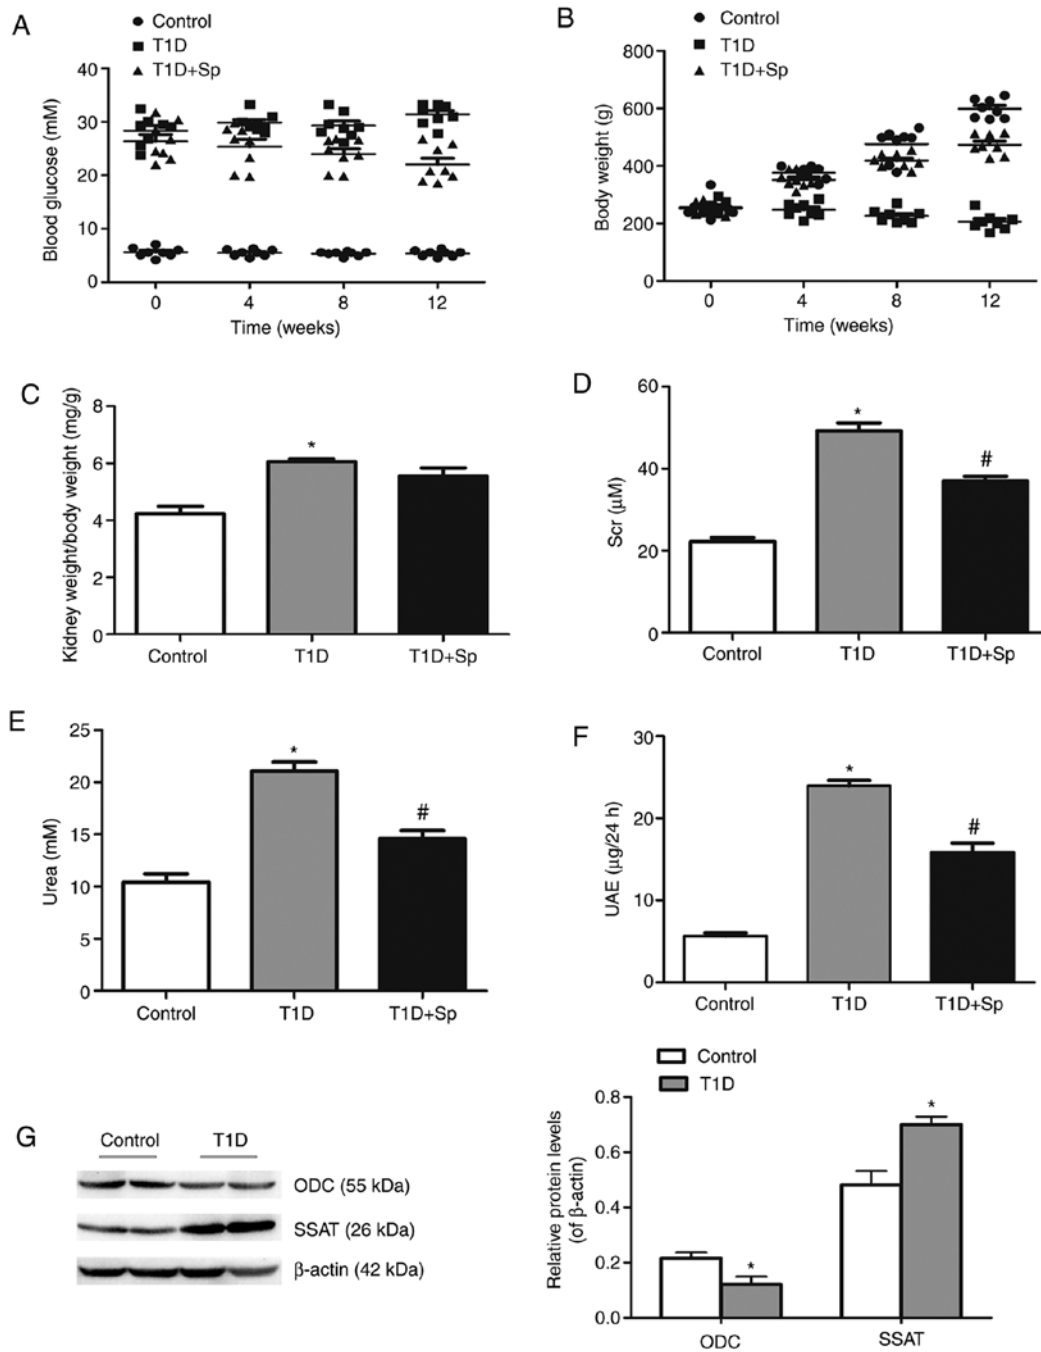 A
Control
T1D
T1D+Sp
Blood glucose (mM)
40
30
20
10
0
0 4 8 12
Time (weeks)
B
Control
T1D
T1D+Sp
Body weight (g)
800
600
400
200
0
0 4 8 12
Time (weeks)
C
Kidney weight/body weight (mg/g)
8
6
4
2
0
*
Control T1D T1D+Sp
D
Scr (μM)
60
40
20
0
*
#
Control T1D T1D+Sp
E
Urea (mM)
25
20
15
10
5
0
*
#
Control T1D T1D+Sp
F
UAE (μg/24 h)
30
20
10
0
*
#
Control T1D T1D+Sp
G
Control T1D
ODC (55 kDa)
SSAT (26 kDa)
β-actin (42 kDa)
Control
T1D
Relative protein levels
(of β-actin)
0.8
0.6
0.4
0.2
0.0
*
*
ODC SSAT